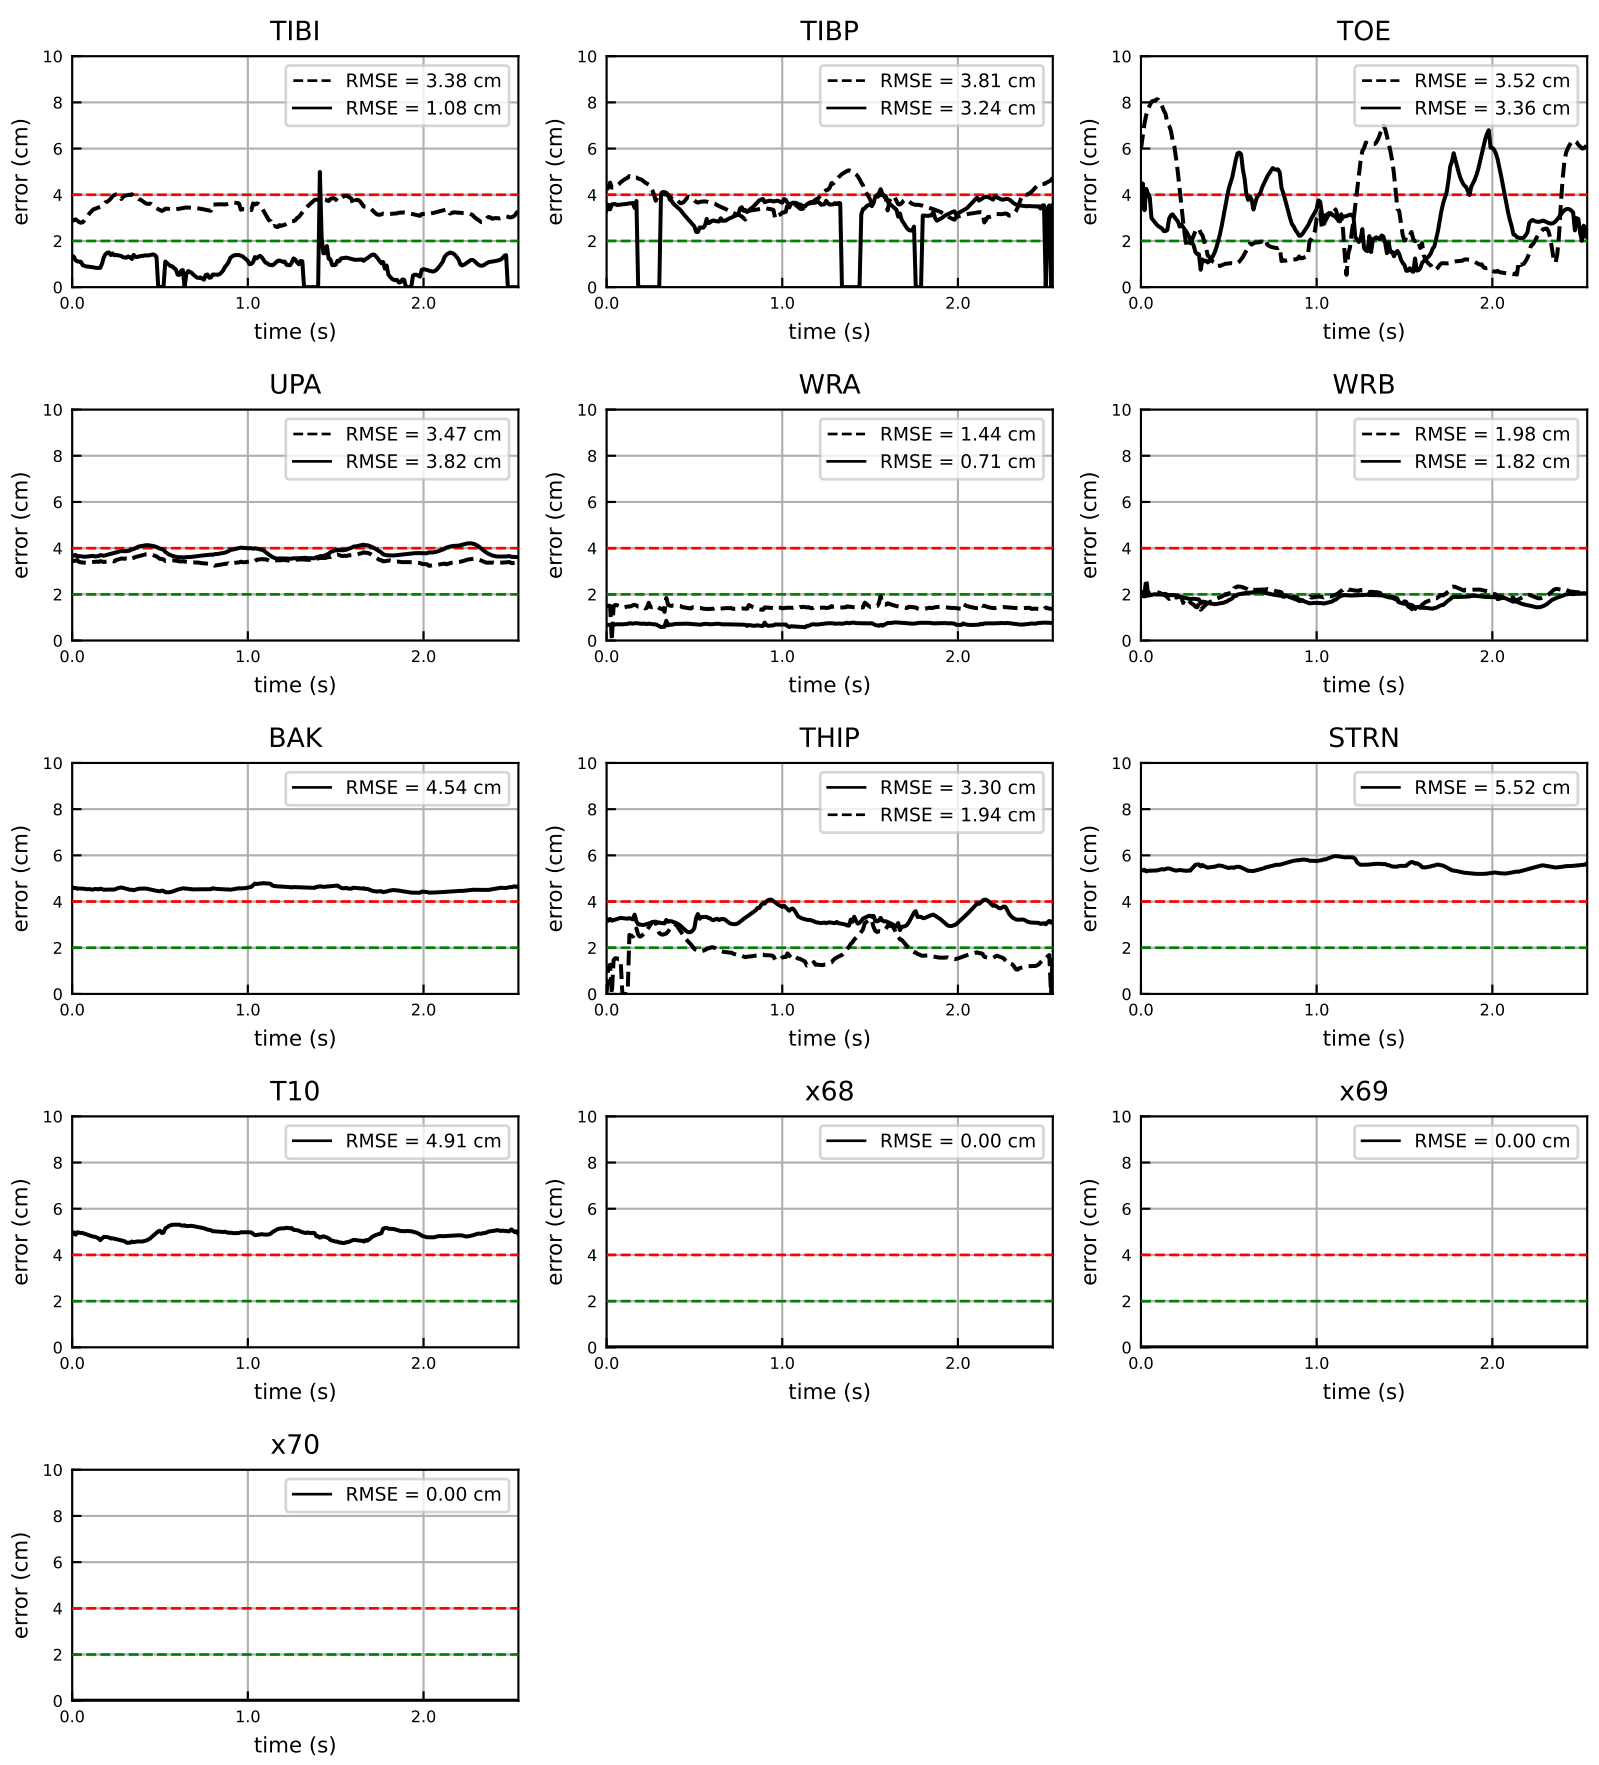 TIBI
TIBP
TOE
RMSE = 3.38 cm
RMSE = 1.08 cm
RMSE = 3.81 cm
RMSE = 3.24 cm
RMSE = 3.52 cm
RMSE = 3.36 cm
error (cm)
error (cm)
error (cm)
10
8
6
4
2
0
10
8
6
4
2
0
10
8
6
4
2
0
0.0 1.0 2.0
0.0 1.0 2.0
0.0 1.0 2.0
time (s)
time (s)
time (s)
UPA
WRA
WRB
RMSE = 3.47 cm
RMSE = 3.82 cm
RMSE = 1.44 cm
RMSE = 0.71 cm
RMSE = 1.98 cm
RMSE = 1.82 cm
error (cm)
error (cm)
error (cm)
10
8
6
4
2
0
10
8
6
4
2
0
10
8
6
4
2
0
0.0 1.0 2.0
0.0 1.0 2.0
0.0 1.0 2.0
time (s)
time (s)
time (s)
BAK
THIP
STRN
RMSE = 4.54 cm
RMSE = 3.30 cm
RMSE = 1.94 cm
RMSE = 5.52 cm
error (cm)
error (cm)
error (cm)
10
8
6
4
2
0
10
8
6
4
2
0
10
8
6
4
2
0
0.0 1.0 2.0
0.0 1.0 2.0
0.0 1.0 2.0
time (s)
time (s)
time (s)
T10
x68
x69
RMSE = 4.91 cm
RMSE = 0.00 cm
RMSE = 0.00 cm
error (cm)
error (cm)
error (cm)
10
8
6
4
2
0
10
8
6
4
2
0
10
8
6
4
2
0
0.0 1.0 2.0
0.0 1.0 2.0
0.0 1.0 2.0
time (s)
time (s)
time (s)
x70
RMSE = 0.00 cm
error (cm)
10
8
6
4
2
0
0.0 1.0 2.0
time (s)